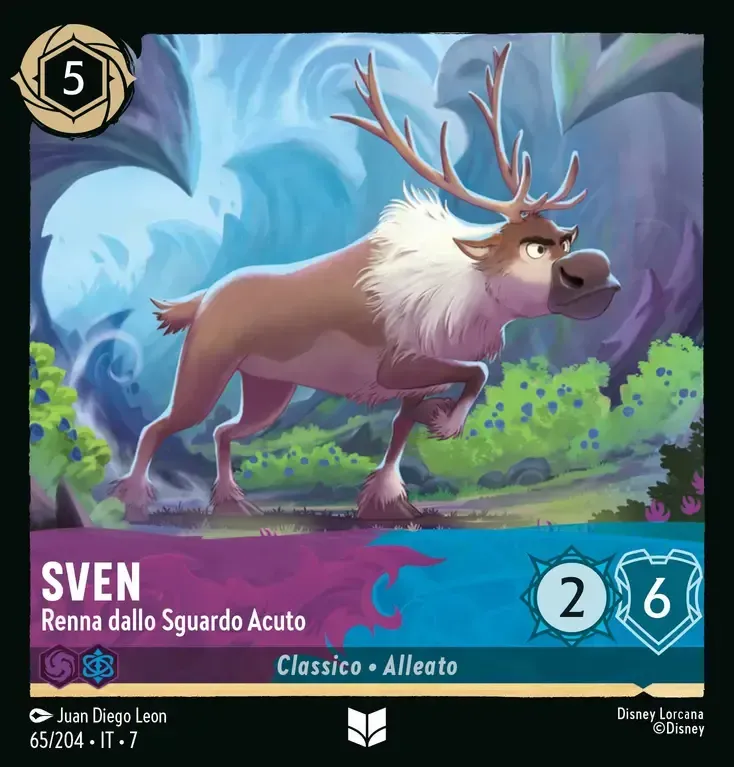 5
SVEN
Renna dallo Sguardo Acuto
2
6
Classico • Alleato
Juan Diego Leon
65/204 • IT • 7
Disney Lorcana
©Disney